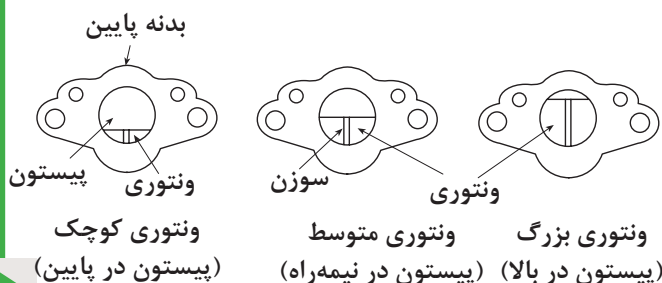 بدنه پایین
پیستون
ونتوری
سوزن
ونتوری
ونتوری کوچک
(پیستون در پایین)
ونتوری متوسط
(پیستون در نیمه‌راه)
ونتوری بزرگ
(پیستون در بالا)